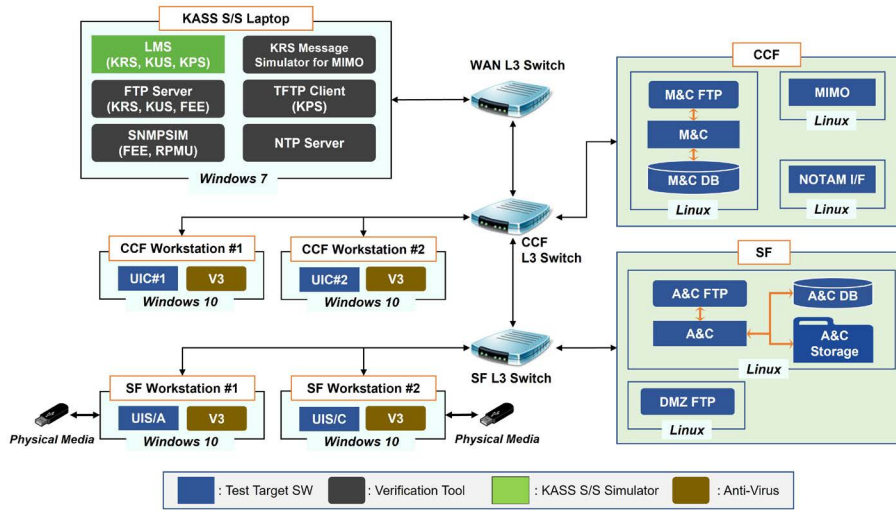 KASS S/S Laptop
LMS
(KRS, KUS, KPS)
KRS Message
Simulator for MIMO
FTP Server
(KRS, KUS, FEE)
TFTP Client
(KPS)
SNMPSIM
(FEE, RPMU)
NTP Server
Windows 7
WAN L3 Switch
CCF
M&C FTP
M&C
M&C DB
Linux
MIMO
Linux
NOTAM I/F
Linux
CCF
L3 Switch
CCF Workstation #1
UIC#1
V3
Windows 10
CCF Workstation #2
UIC#2
V3
Windows 10
SF
A&C FTP
A&C
A&C DB
A&C
Storage
Linux
DMZ FTP
Linux
SF L3 Switch
SF Workstation #1
UIS/A
V3
Windows 10
SF Workstation #2
UIS/C
V3
Windows 10
Physical Media
Physical Media
: Test Target SW
: Verification Tool
: KASS S/S Simulator
: Anti-Virus